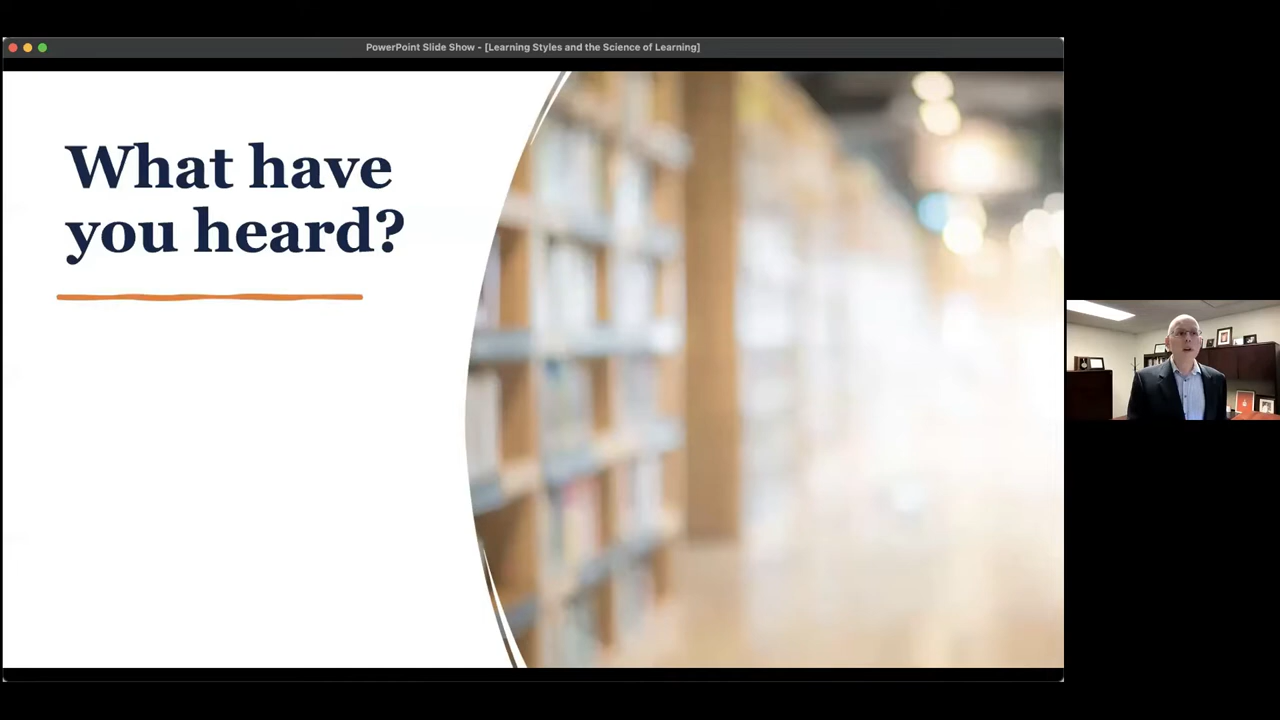 PowerPoint Slide Show - [Learning Styles and the Science of Learning]
What have
you heard?